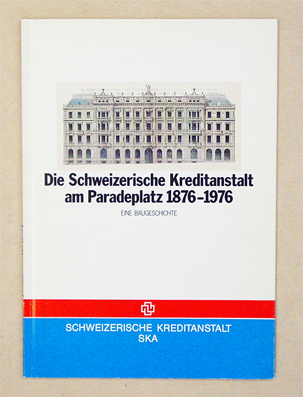 Die Schweizerische Kreditanstalt
am Paradeplatz 1876–1976
EINE BAUGESCHICHTE
SCHWEIZERISCHE KREDITANSTALT
SKA